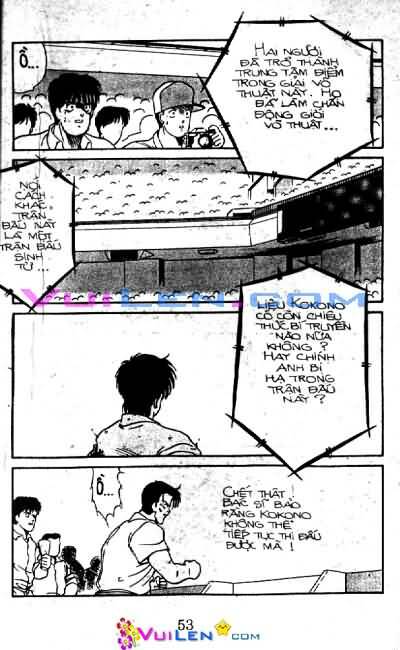 Ồ...
HAI NGƯỜI
ĐÃ TRỞ THÀNH
TRUNG TÂM ĐIỂM
TRONG GIẢI VÕ
THUẬT NÀY. HỌ
ĐÃ LÀM CHẤN
ĐỘNG GIỚI
VÕ THUẬT...
NÓI
CÁCH
KHÁC,
TRẬN
ĐẤU NÀY
LÀ MỘT
TRẬN ĐẤU
SINH
TỬ...
VUILEN.COM
LIỆU KOKONO
CÓ CÒN CHIÊU
THỨC BÍ TRUYỀN
NÀO NỮA
KHÔNG?
HAY CHÍNH
ANH BỊ
HẠ TRONG
TRẬN ĐẤU
NÀY?
Ồ...
CHẾT THẬT!
BÁC SĨ BẢO
RẰNG KOKONO
KHÔNG THỂ
TIẾP TỤC THI ĐẤU
ĐƯỢC MÀ!
53
VUILEN.COM